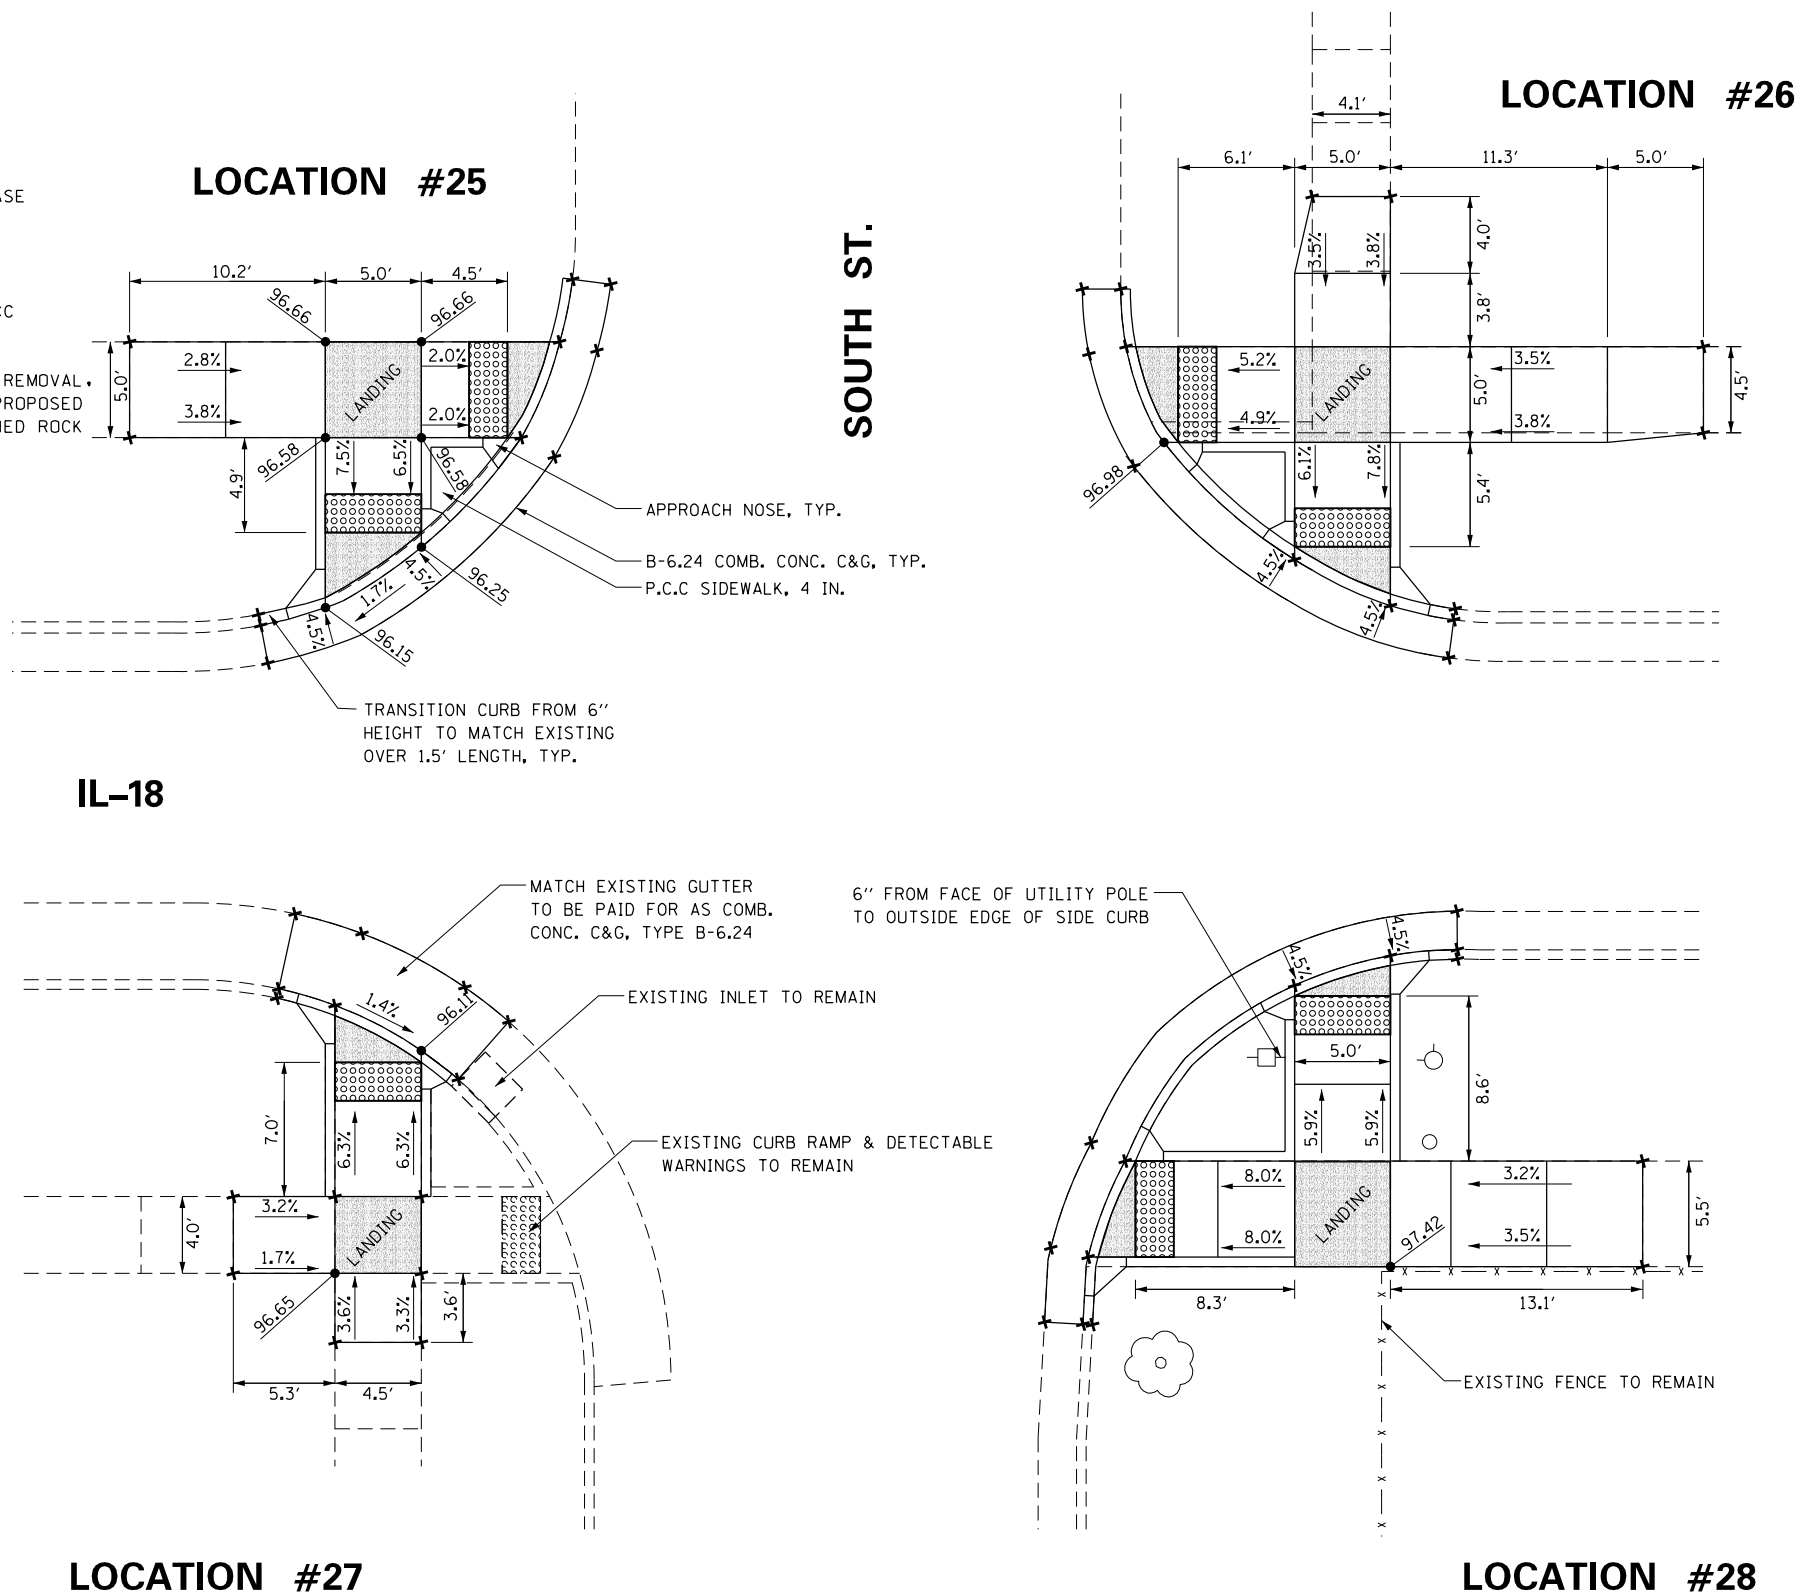 LOCATION #26
4.1'
6.1'
5.0'
11.3'
5.0'
3.5%
3.8%
4.0'
3.8'
5.2%
4.9%
LANDING
5.0'
3.5%
3.8%
4.5'
96.98
6.1%
7.8%
5.4'
4.5%
4.5%
LOCATION #25
ASE
CC
REMOVAL,
PROPOSED
NED ROCK
10.2'
5.0'
4.5'
96.66
96.66
5.0'
2.8%
3.8%
LANDING
2.0%
2.0%
96.58
96.58
4.9'
7.5%
6.5%
APPROACH NOSE, TYP.
B-6.24 COMB. CONC. C&G, TYP.
P.C.C SIDEWALK, 4 IN.
4.5%
1.7%
96.25
4.5%
96.15
TRANSITION CURB FROM 6''
HEIGHT TO MATCH EXISTING
OVER 1.5' LENGTH, TYP.
SOUTH ST.
IL-18
MATCH EXISTING GUTTER
TO BE PAID FOR AS COMB.
CONC. C&G, TYPE B-6.24
EXISTING INLET TO REMAIN
1.4%
96.11
7.0'
6.3%
6.3%
EXISTING CURB RAMP & DETECTABLE
WARNINGS TO REMAIN
4.0'
3.2%
1.7%
LANDING
96.65
3.6%
3.3%
3.6'
5.3'
4.5'
LOCATION #27
6'' FROM FACE OF UTILITY POLE
TO OUTSIDE EDGE OF SIDE CURB
4.5%
4.5%
5.0'
5.9%
5.9%
8.6'
8.0%
8.0%
LANDING
3.2%
3.5%
5.5'
97.42
8.3'
13.1'
EXISTING FENCE TO REMAIN
LOCATION #28